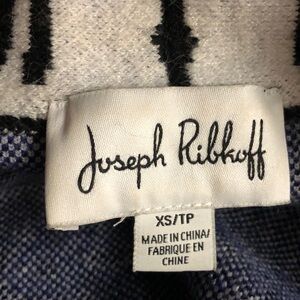 Joseph Ribkoff
XS/TP
MADE IN CHINA/
FABRIQUE EN
CHINE